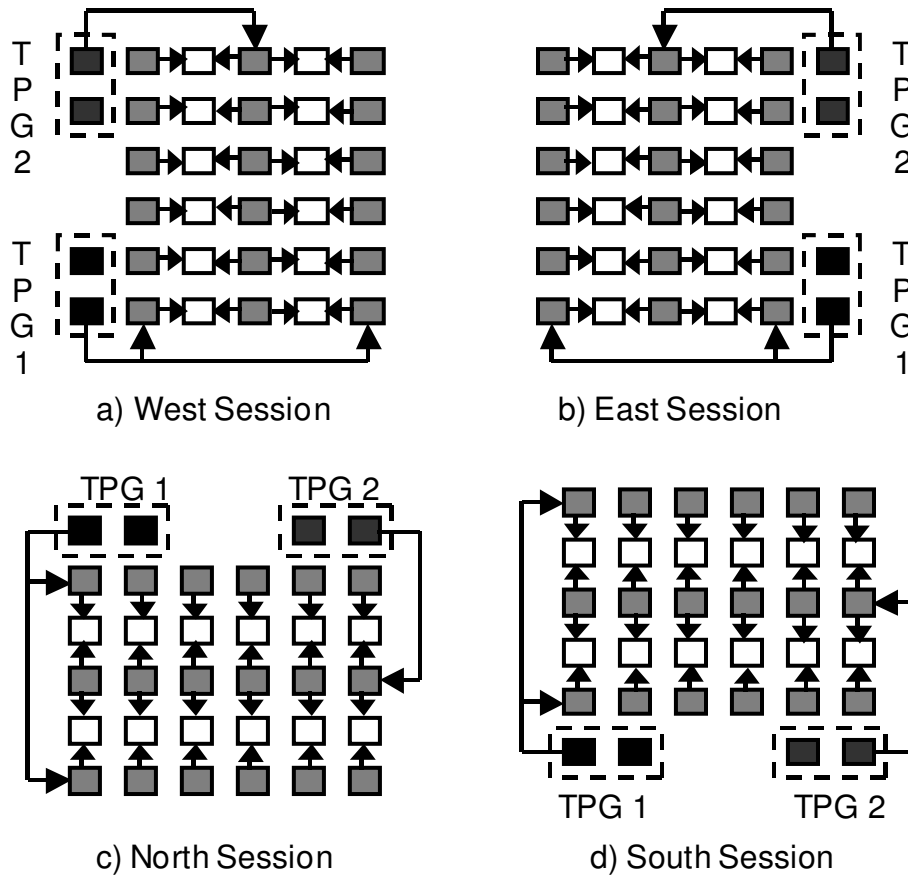 T
P
G
2
T
P
G
1
a) West Session
T
P
G
2
T
P
G
1
b) East Session
TPG 1
TPG 2
c) North Session
TPG 1
TPG 2
d) South Session